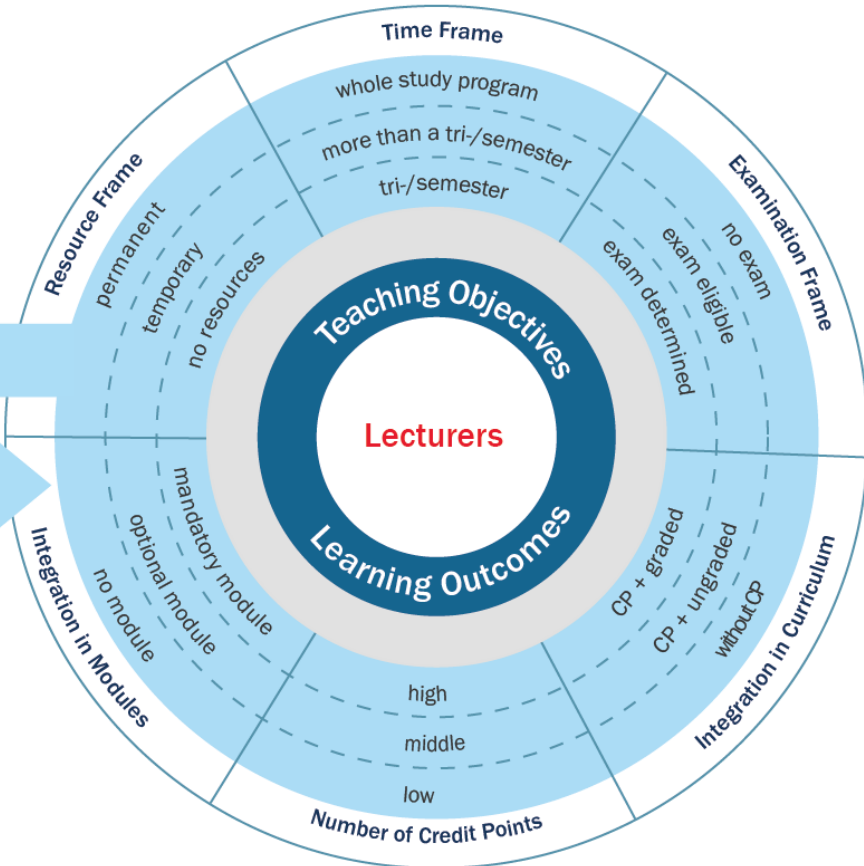 Time Frame
whole study program
more than a tri-/semester
tri-/semester
Examination Frame
no exam
exam eligible
exam determined
Integration in Curriculum
CP + graded
CP + ungraded
without CP
Number of Credit Points
high
middle
low
Integration in Modules
mandatory module
optional module
no module
Resource Frame
permanent
temporary
no resources
Teaching Objectives
Lecturers
Learning Outcomes